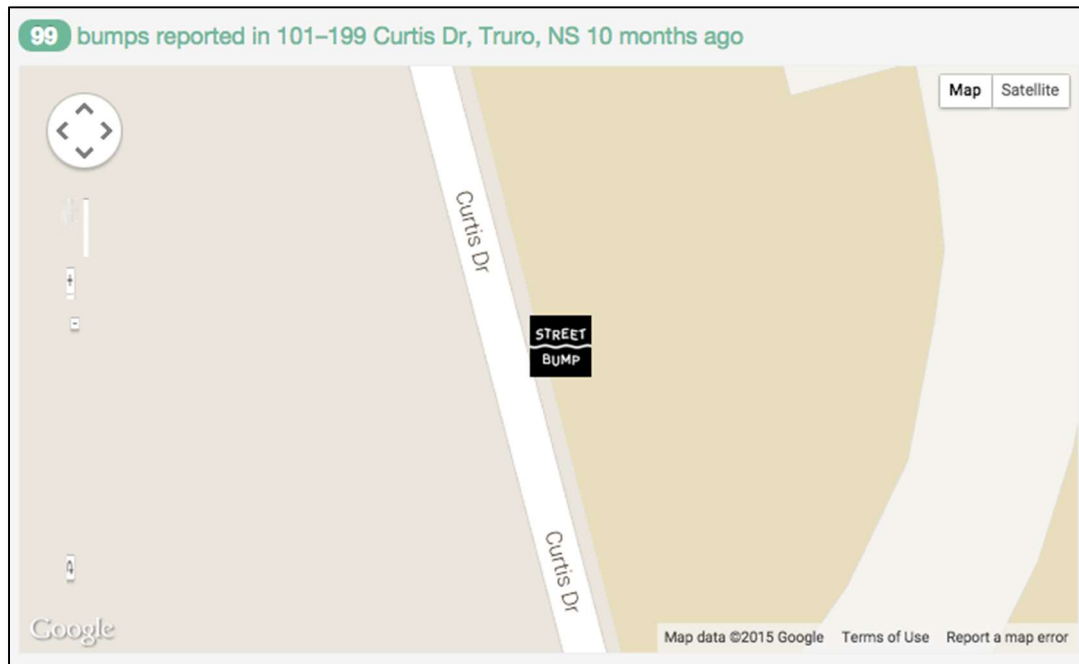 99 bumps reported in 101–199 Curtis Dr, Truro, NS 10 months ago
Map Satellite
Curtis Dr
STREET
BUMP
Curtis Dr
Google
Map data ©2015 Google Terms of Use Report a map error